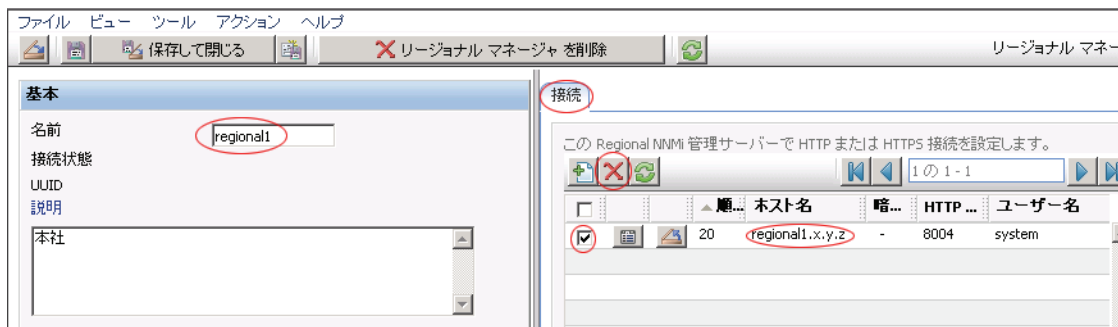 ファイル ビュー ツール アクション ヘルプ
保存して閉じる リージョナル マネージャ を削除 リージョナル マネー
基本
名前 regional1
接続状態
UUID
説明
本社
接続
この Regional NNMi 管理サーバーで HTTP または HTTPS 接続を設定します。
1 の 1 - 1
順... ホスト名 暗... HTTP ... ユーザー名
20 regional1.x.y.z - 8004 system